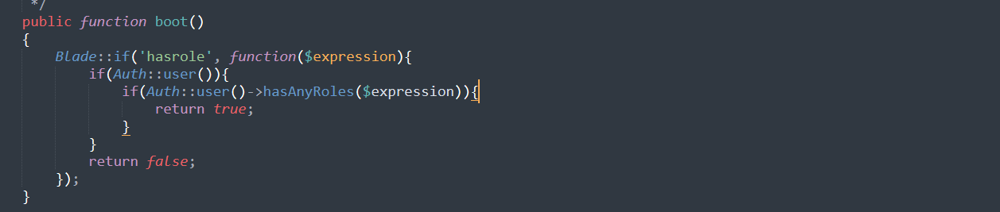 */
public function boot()
{
    Blade::if('hasrole', function($expression){
        if(Auth::user()){
            if(Auth::user()->hasAnyRoles($expression)){
                return true;
            }
        }
        return false;
    });
}